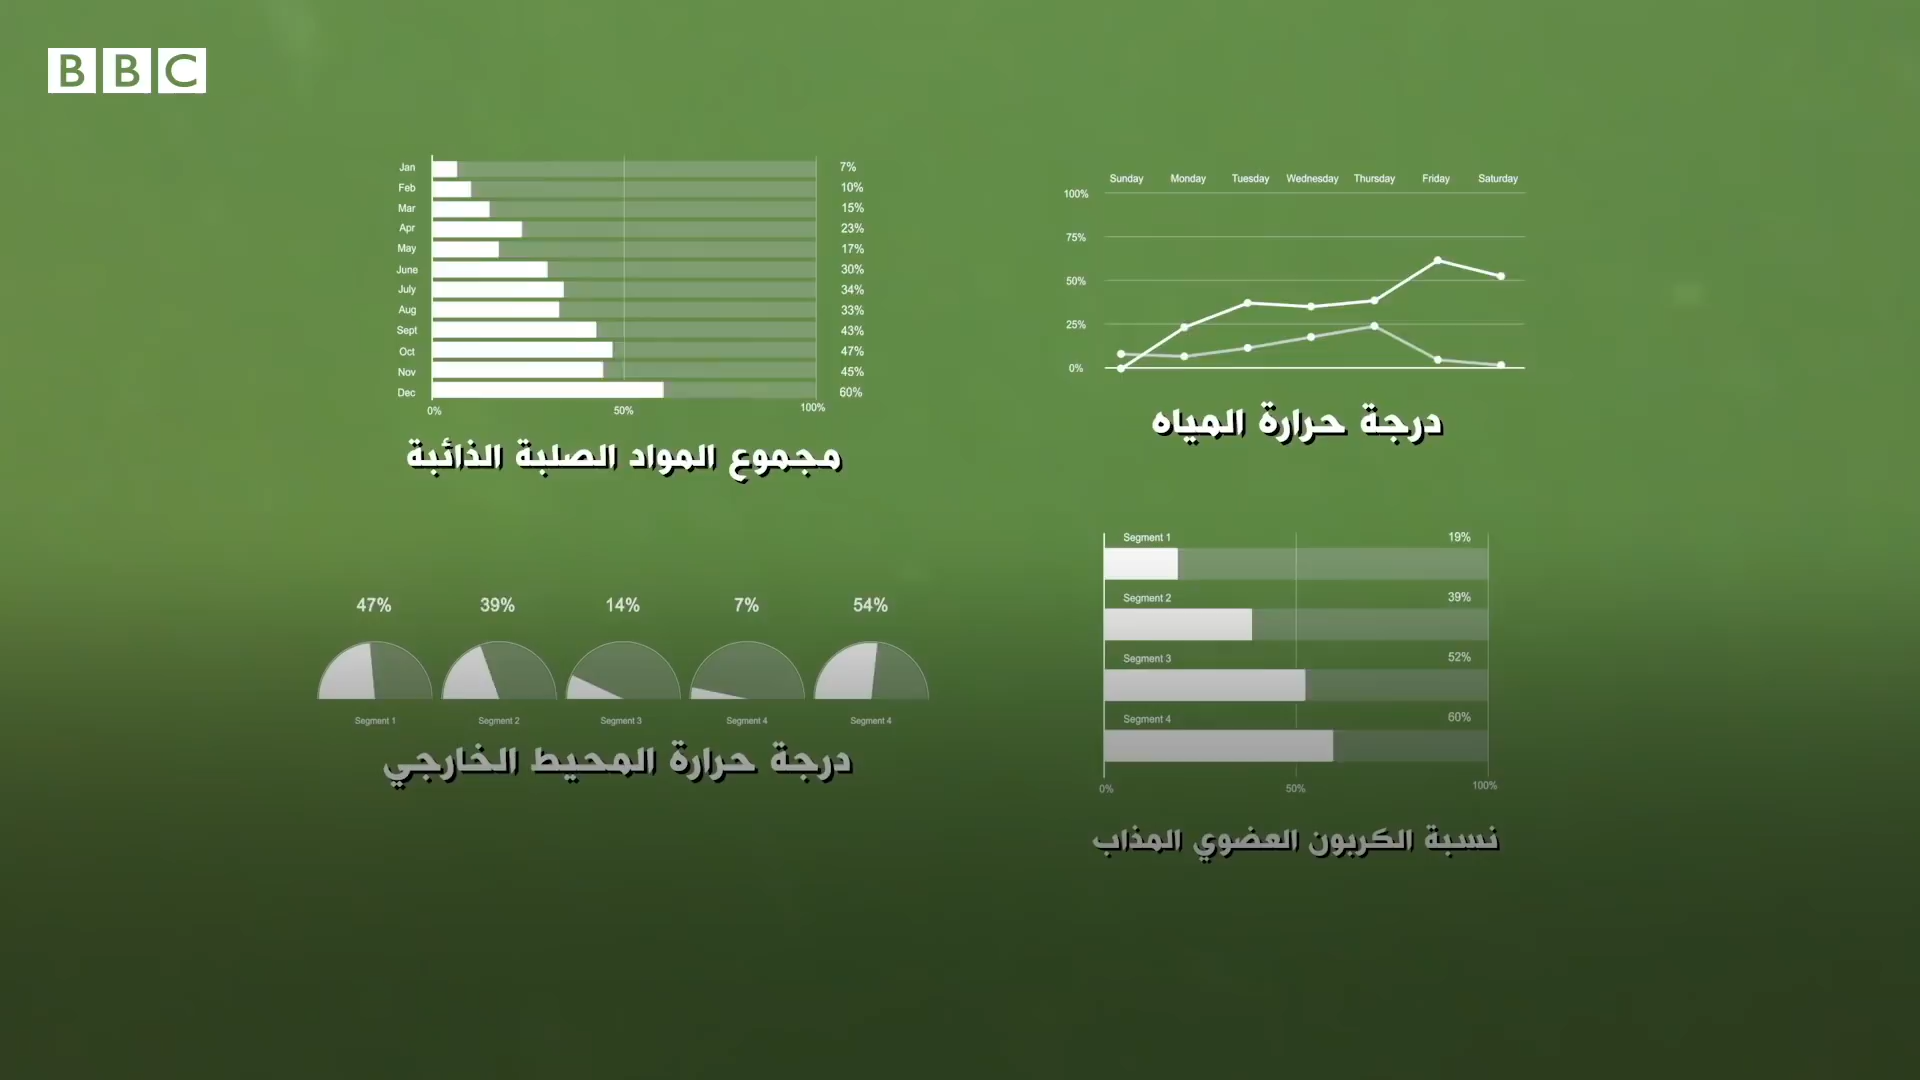 BBC
Jan 7%
Feb 10%
Mar 15%
Apr 23%
May 17%
June 30%
July 34%
Aug 33%
Sept 43%
Oct 47%
Nov 45%
Dec 60%
0% 50% 100%
مجموع المواد الصلبة الذائبة
Sunday Monday Tuesday Wednesday Thursday Friday Saturday
100%
75%
50%
25%
0%
درجة حرارة المياه
47% 39% 14% 7% 54%
Segment 1 Segment 2 Segment 3 Segment 4 Segment 4
درجة حرارة المحيط الخارجي
Segment 1 19%
Segment 2 39%
Segment 3 52%
Segment 4 60%
0% 50% 100%
نسبة الكربون العضوي المذاب